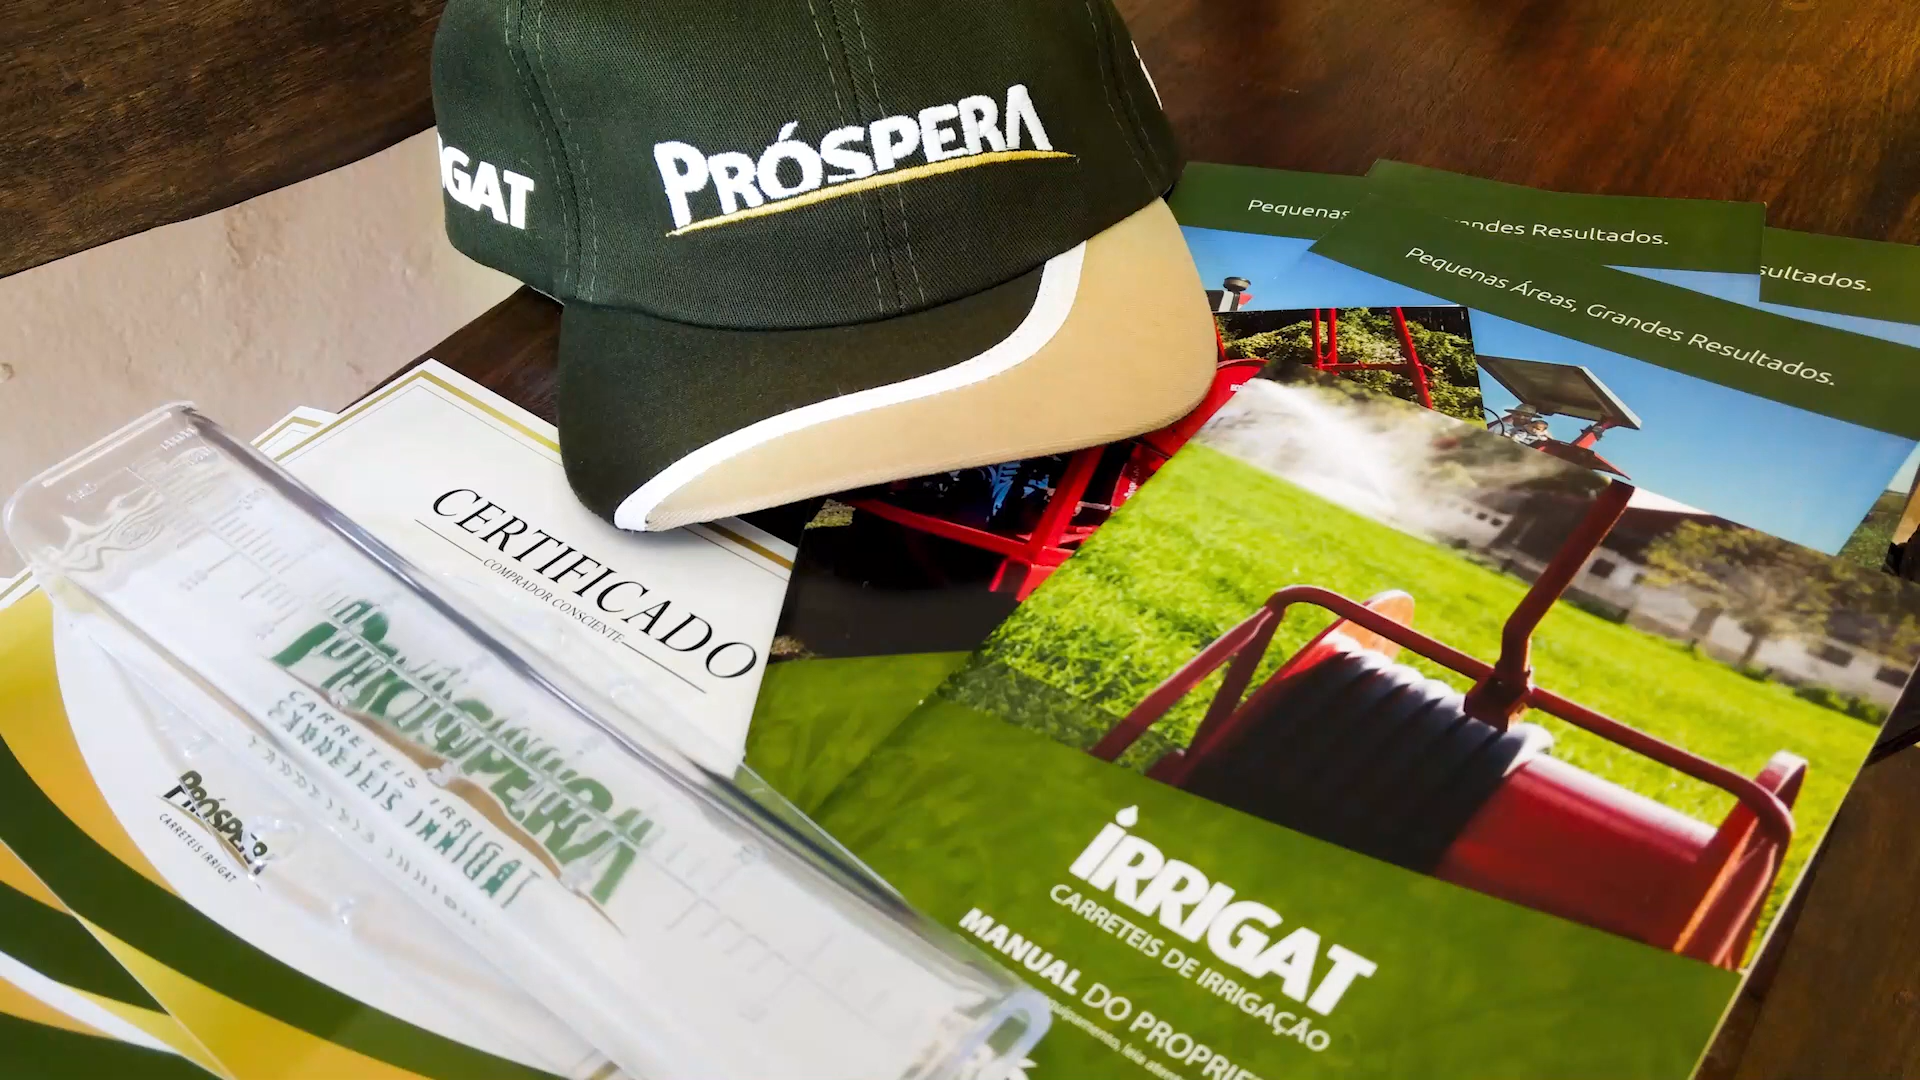 PRÓSPERA
IGAT
Pequenas
ndes Resultados.
sultados.
Pequenas Áreas, Grandes Resultados.
CERTIFICADO
COMPRADOR CONSCIENTE
PRÓSPERA
CARRETEIS IRRIGAT
PRÓSPERA
CARRETEIS IRRIGAT
IRRIGAT
CARRETEIS DE IRRIGAÇÃO
MANUAL DO PROPRIE